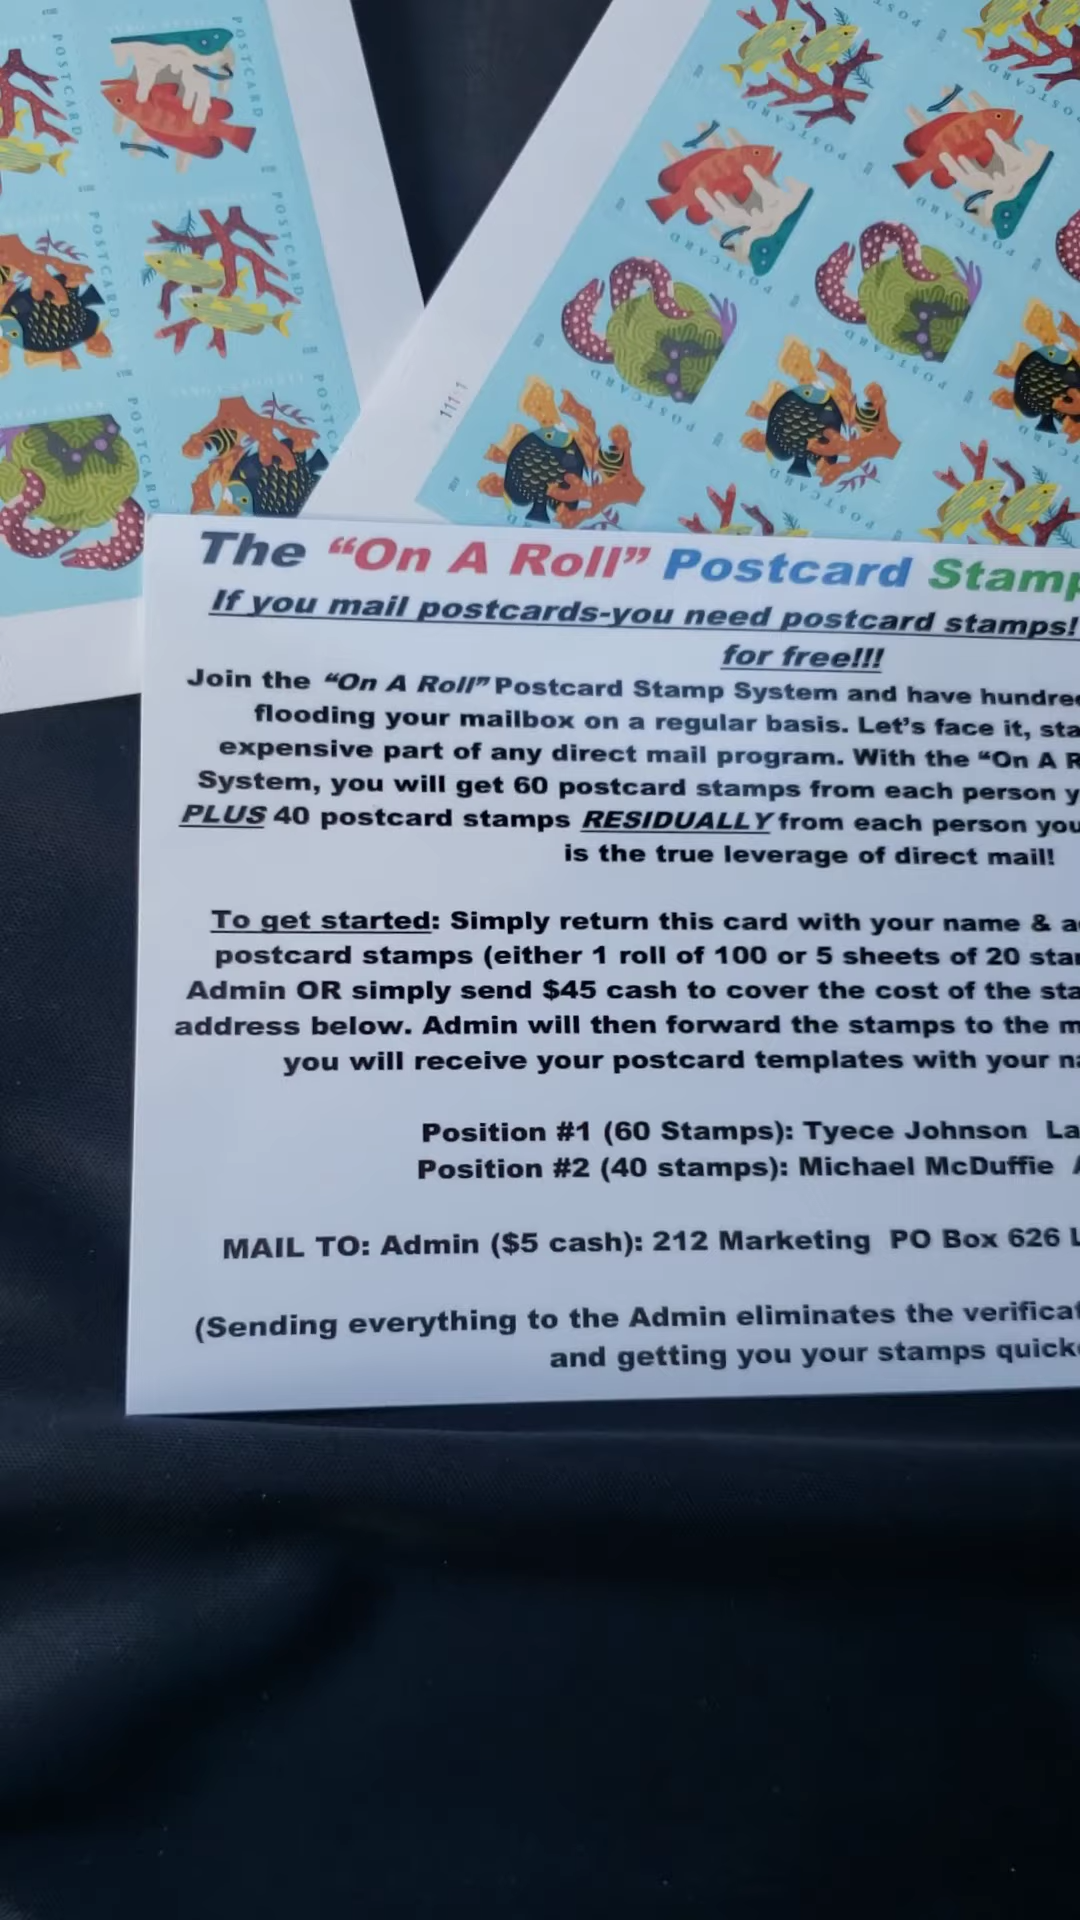 POSTCARD
POSTCARD
POSTCARD
POSTCARD
POSTCARD
111 1
The “On A Roll” Postcard Stamp
If you mail postcards-you need postcard stamps!
for free!!!
Join the “On A Roll” Postcard Stamp System and have
flooding your mailbox on a regular basis. Let's face it,
expensive part of any direct mail program. With the “On A R
System, you will get 60 postcard stamps from each person
PLUS 40 postcard stamps RESIDUALLY from each person you
is the true leverage of direct mail!
To get started: Simply return this card with your name &
postcard stamps (either 1 roll of 100 or 5 sheets of 20
Admin OR simply send $45 cash to cover the cost of the
address below. Admin will then forward the stamps to the
you will receive your postcard templates with your
Position #1 (60 Stamps): Tyece Johnson La
Position #2 (40 stamps): Michael McDuffie
MAIL TO: Admin ($5 cash): 212 Marketing PO Box 626 L
(Sending everything to the Admin eliminates the
and getting you your stamps